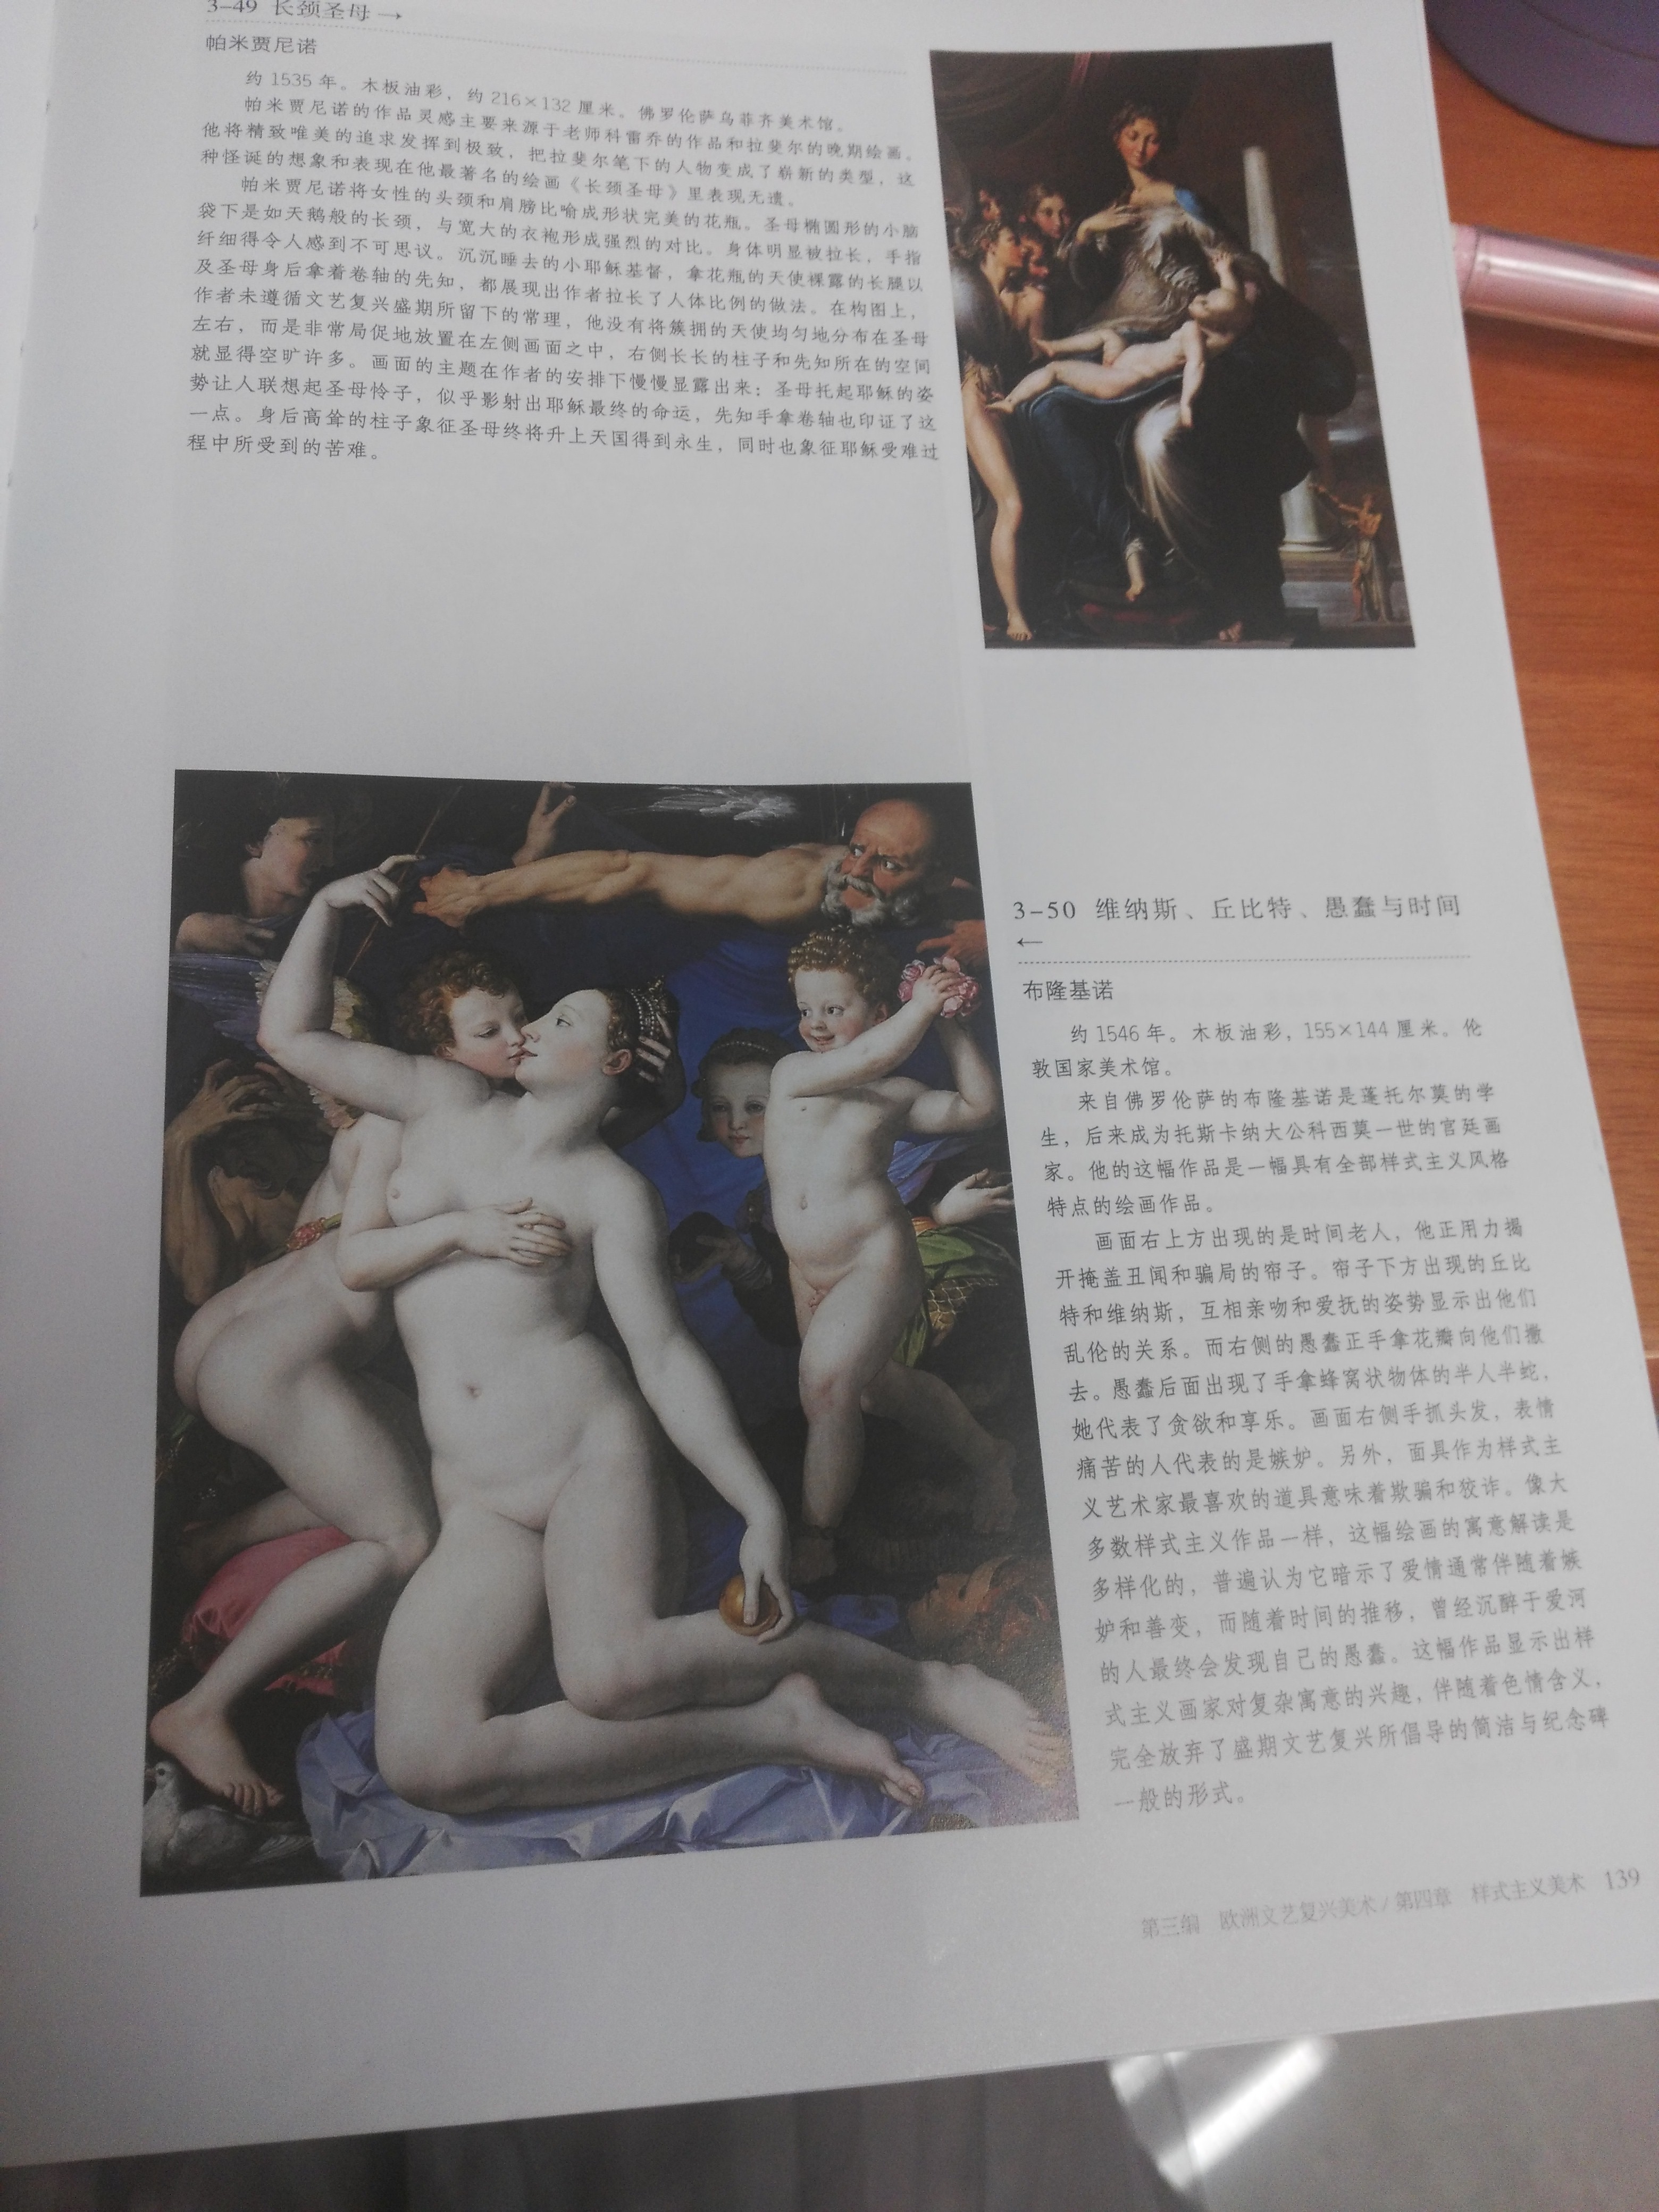 3-49 长颈圣母→
帕米贾尼诺
约 1535 年。木板油彩，约 216×132 厘米。佛罗伦萨乌菲齐美术馆。
帕米贾尼诺的作品灵感主要来源于老师科雷乔的作品和拉斐尔的晚期绘画。
他将精致唯美的追求发挥到极致，把拉斐尔笔下的人物变成了崭新的类型，这
种怪诞的想象和表现在他最著名的绘画《长颈圣母》里表现无遗。
帕米贾尼诺将女性的头颈和肩膀比喻成形状完美的花瓶。圣母椭圆形的小脑
袋下是如天鹅般的长颈，与宽大的衣袍形成强烈的对比。身体明显被拉长，手指
纤细得令人感到不可思议。沉沉睡去的小耶稣基督，拿花瓶的天使裸露的长腿以
及圣母身后拿着卷轴的先知，都展现出作者拉长了人体比例的做法。在构图上，
作者未遵循文艺复兴盛期所留下的常理，他没有将簇拥的天使均匀地分布在圣母
左右，而是非常局促地放置在左侧画面之中，右侧长长的柱子和先知所在的空间
就显得空旷许多。画面的主题在作者的安排下慢慢显露出来：圣母托起耶稣的姿
势让人联想起圣母怜子，似乎影射出耶稣最终的命运，先知手拿卷轴也印证了这
一点。身后高耸的柱子象征圣母终将升上天国得到永生，同时也象征耶稣受难过
程中所受到的苦难。
3-50 维纳斯、丘比特、愚蠢与时间
←
布隆基诺
约 1546 年。木板油彩，155×144 厘米。伦
敦国家美术馆。
来自佛罗伦萨的布隆基诺是蓬托尔莫的学
生，后来成为托斯卡纳大公科西莫一世的宫廷画
家。他的这幅作品是一幅具有全部样式主义风格
特点的绘画作品。
画面右上方出现的是时间老人，他正用力揭
开掩盖丑闻和骗局的帘子。帘子下方出现的丘比
特和维纳斯，互相亲吻和爱抚的姿势显示出他们
乱伦的关系。而右侧的愚蠢正手拿花瓣向他们撒
去。愚蠢后面出现了手拿蜂窝状物体的半人半蛇，
她代表了贪欲和享乐。画面右侧手抓头发，表情
痛苦的人代表的是嫉妒。另外，面具作为样式主
义艺术家最喜欢的道具意味着欺骗和狡诈。像大
多数样式主义作品一样，这幅绘画的寓意解读是
多样化的，普遍认为它暗示了爱情通常伴随着嫉
妒和善变，而随着时间的推移，曾经沉醉于爱河
的人最终会发现自己的愚蠢。这幅作品显示出样
式主义画家对复杂寓意的兴趣，伴随着色情含义，
完全放弃了盛期文艺复兴所倡导的简洁与纪念碑
一般的形式。
第三编 欧洲文艺复兴美术 / 第四章 样式主义美术 139